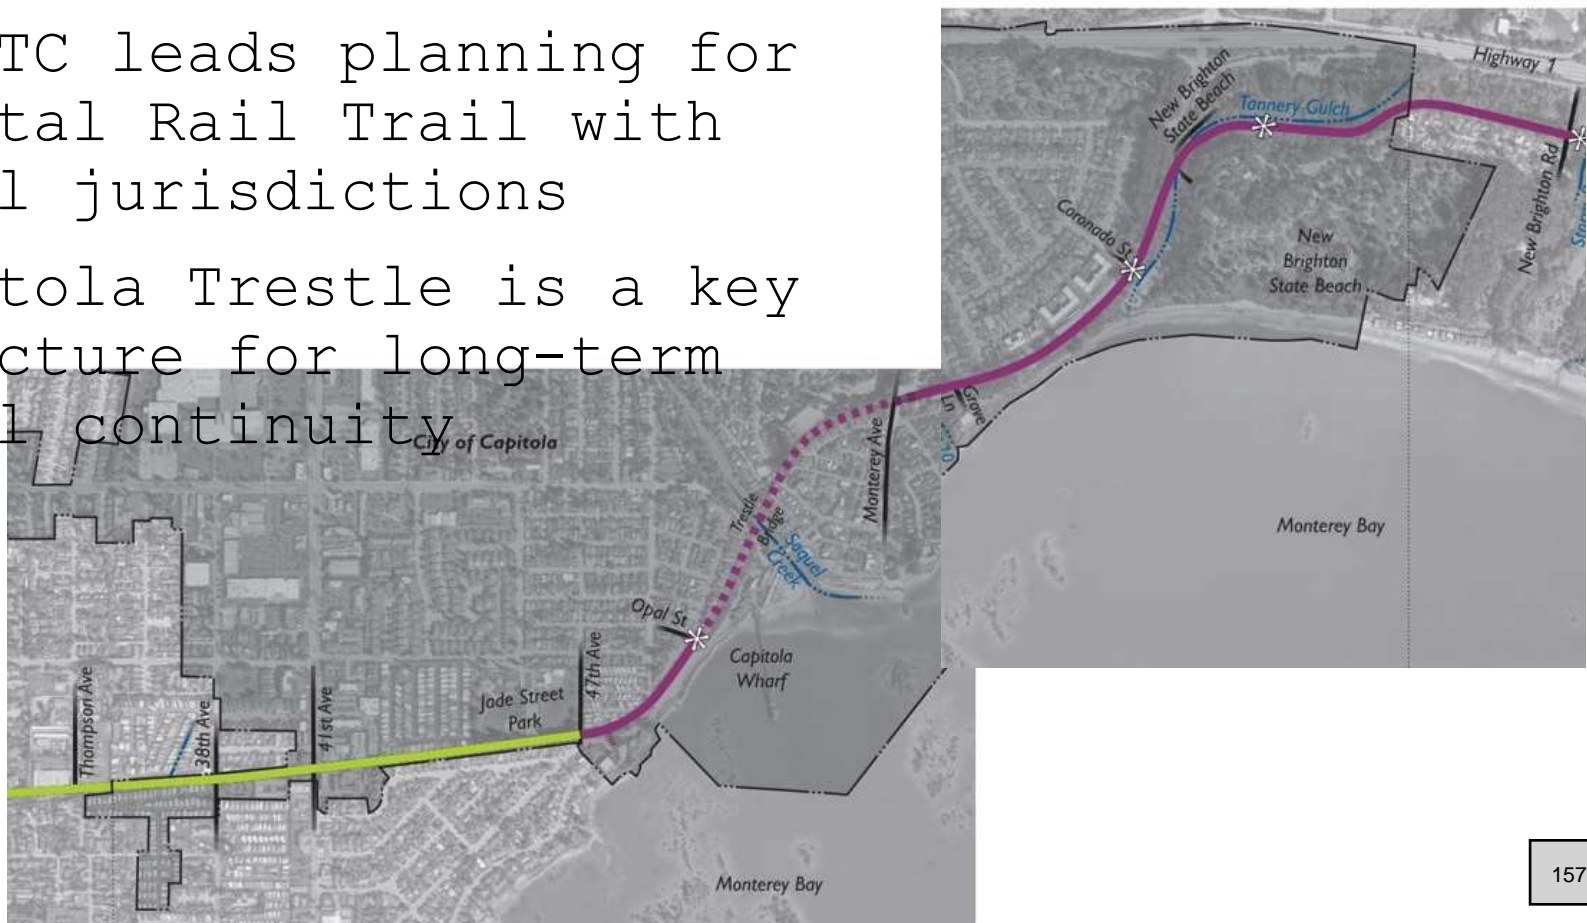 TC leads planning for
tal Rail Trail with
l jurisdictions
tola Trestle is a key
cture for long-term
l continuity
Highway 1
New Brighton
State Beach
Tannery Gulch
New Brighton Rd
Coronado St
New
Brighton
State Beach
Grove
Ln
City of Capitola
Monterey Ave
Trestle
Bridge
Soquel
Creek
Monterey Bay
Opal St
Capitola
Wharf
47th Ave
Jade Street
Park
41st Ave
38th Ave
Thompson Ave
Monterey Bay
157